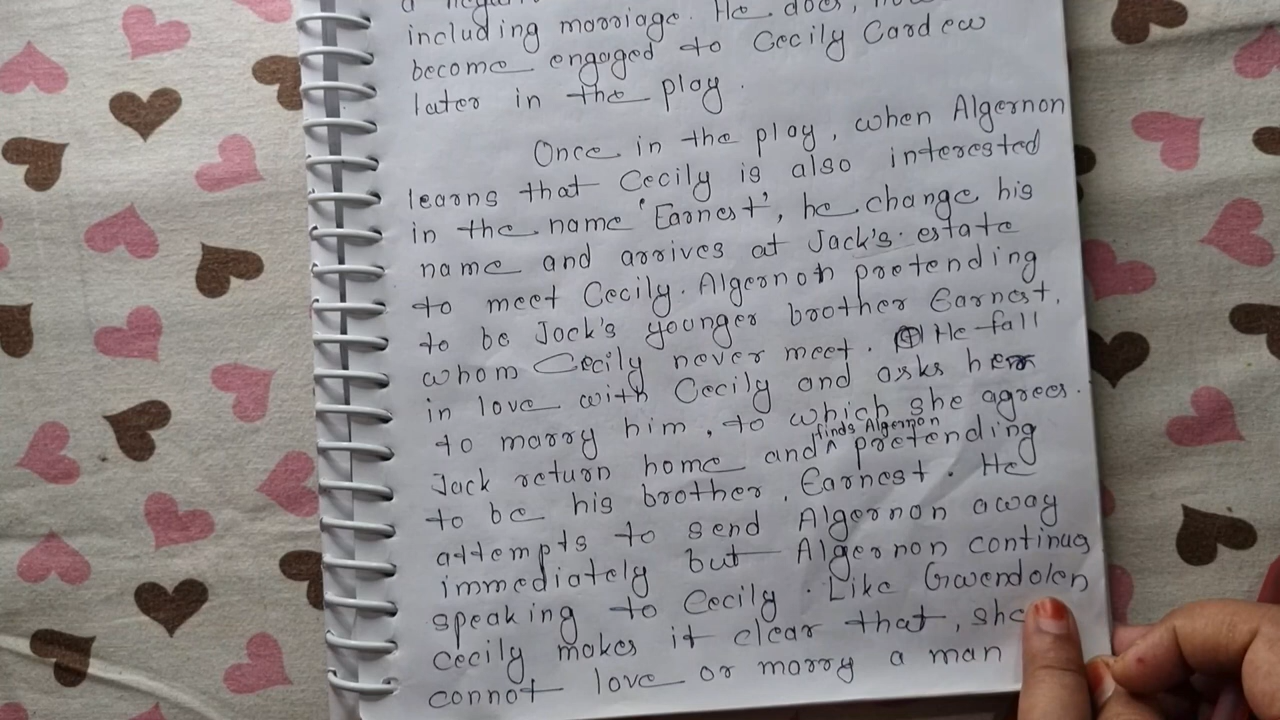 including marriage. He does,
become engaged to Cecily Cardew
later in the play.
Once in the play, when Algernon
learns that Cecily is also interested
in the name 'Earnest', he change his
name and arrives at Jack's estate
to meet Cecily. Algernon pretending
to be Jack's younger brother Earnest,
whom Cecily never meet. He fall
in love with Cecily and asks her
to marry him, to which she agrees.
finds Algernon
Jack return home and ^ pretending
to be his brother, Earnest. He
attempts to send Algernon away
immediately but Algernon continus
speaking to Cecily. Like Gwendolen
Cecily makes it clear that, she
connot love or marry a man